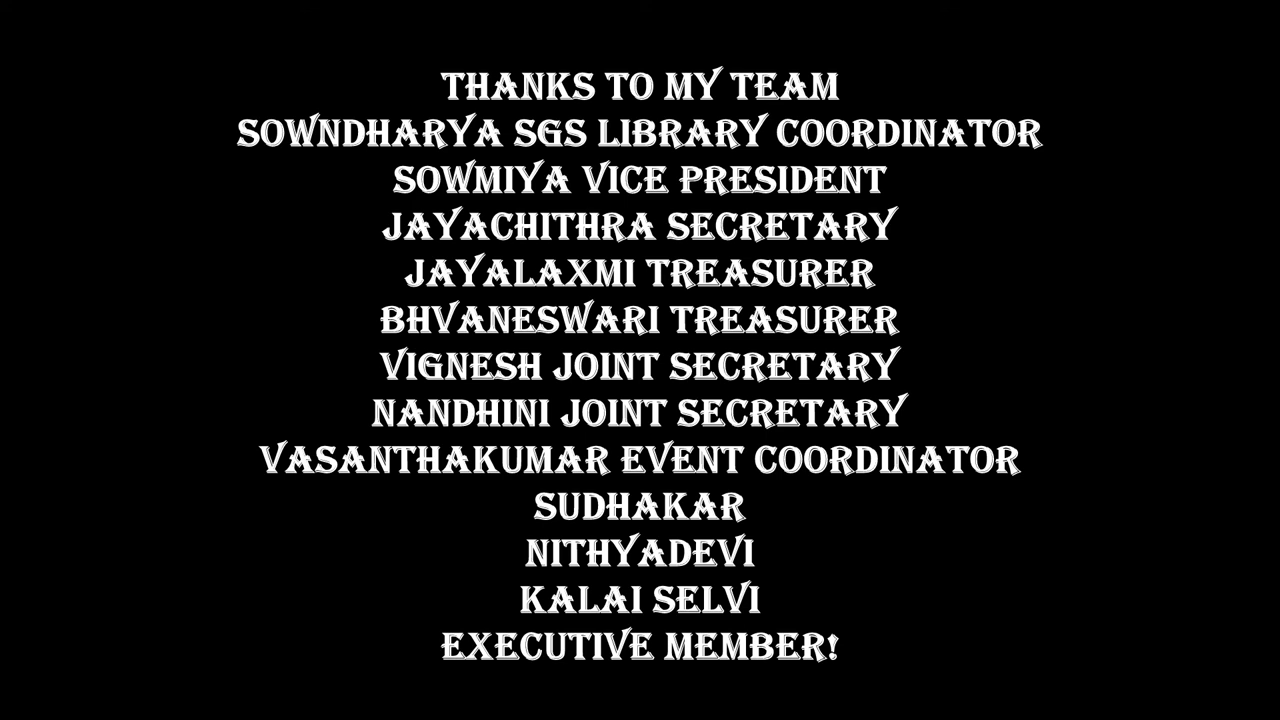 THANKS TO MY TEAM
SOWNDHARYA SGS LIBRARY COORDINATOR
SOWMIYA VICE PRESIDENT
JAYACHITHRA SECRETARY
JAYALAXMI TREASURER
BHVANESWARI TREASURER
VIGNESH JOINT SECRETARY
NANDHINI JOINT SECRETARY
VASANTHAKUMAR EVENT COORDINATOR
SUDHAKAR
NITHYADEVI
KALAI SELVI
EXECUTIVE MEMBER!